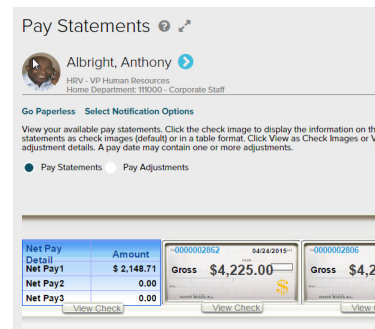 Pay Statements
Albright, Anthony
HRV - VP Human Resources
Home Department: 111000 - Corporate Staff
Go Paperless Select Notification Options
View your available pay statements. Click the check image to display the information on th
statements as check images (default) or in a table format. Click View as Check Images or V
adjustment details. A pay date may contain one or more adjustments.
Pay Statements Pay Adjustments
Net Pay Detail Amount
Net Pay1 $ 2,148.71
Net Pay2 0.00
Net Pay3 0.00
View Check
0000002862 04/24/2015
Gross $4,225.00
$
View Check
0000002806
Gross $4,2
View